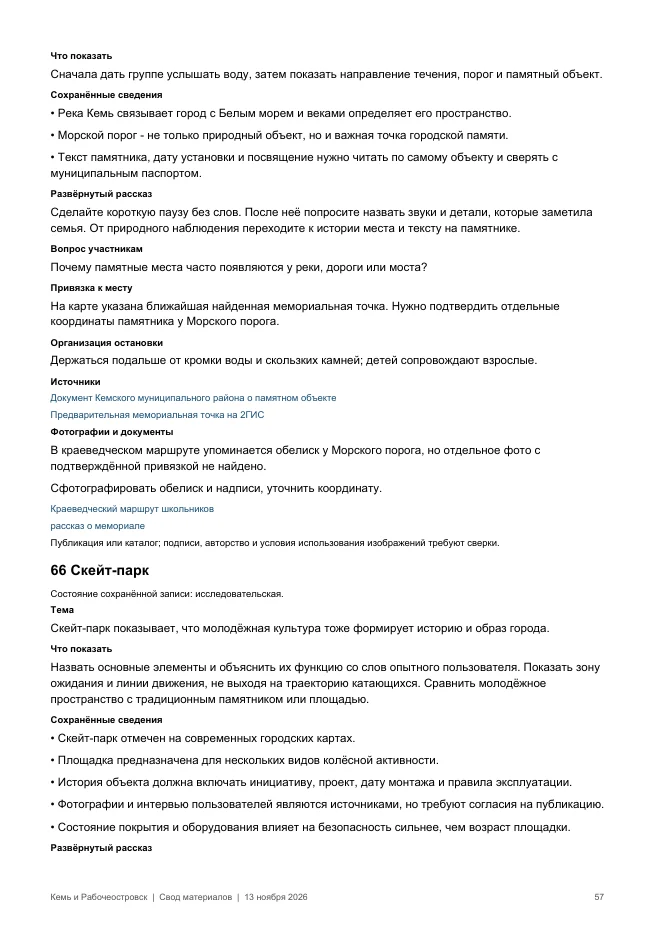 Что показать
Сначала дать группе услышать воду, затем показать направление течения, порог и памятный объект.
Сохранённые сведения
• Река Кемь связывает город с Белым морем и веками определяет его пространство.
• Морской порог - не только природный объект, но и важная точка городской памяти.
• Текст памятника, дату установки и посвящение нужно читать по самому объекту и сверять с
муниципальным паспортом.
Развёрнутый рассказ
Сделайте короткую паузу без слов. После неё попросите назвать звуки и детали, которые заметила
семья. От природного наблюдения переходите к истории места и тексту на памятнике.
Вопрос участникам
Почему памятные места часто появляются у реки, дороги или моста?
Привязка к месту
На карте указана ближайшая найденная мемориальная точка. Нужно подтвердить отдельные
координаты памятника у Морского порога.
Организация остановки
Держаться подальше от кромки воды и скользких камней; детей сопровождают взрослые.
Источники
Документ Кемского муниципального района о памятном объекте
Предварительная мемориальная точка на 2ГИС
Фотографии и документы
В краеведческом маршруте упоминается обелиск у Морского порога, но отдельное фото с
подтверждённой привязкой не найдено.
Сфотографировать обелиск и надписи, уточнить координату.
Краеведческий маршрут школьников
рассказ о мемориале
Публикация или каталог; подписи, авторство и условия использования изображений требуют сверки.
66 Скейт-парк
Состояние сохранённой записи: исследовательская.
Тема
Скейт-парк показывает, что молодёжная культура тоже формирует историю и образ города.
Что показать
Назвать основные элементы и объяснить их функцию со слов опытного пользователя. Показать зону
ожидания и линии движения, не выходя на траекторию катающихся. Сравнить молодёжное
пространство с традиционным памятником или площадью.
Сохранённые сведения
• Скейт-парк отмечен на современных городских картах.
• Площадка предназначена для нескольких видов колёсной активности.
• История объекта должна включать инициативу, проект, дату монтажа и правила эксплуатации.
• Фотографии и интервью пользователей являются источниками, но требуют согласия на публикацию.
• Состояние покрытия и оборудования влияет на безопасность сильнее, чем возраст площадки.
Развёрнутый рассказ
Кемь и Рабочеостровск | Свод материалов | 13 ноября 2026
57